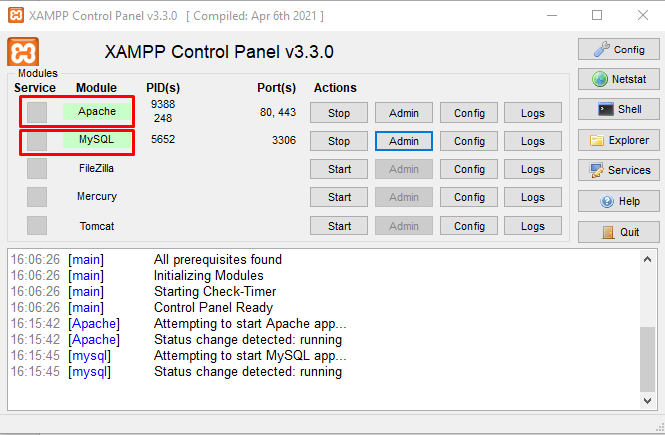 XAMPP Control Panel v3.3.0 [ Compiled: Apr 6th 2021 ]
XAMPP Control Panel v3.3.0
Config
Modules
Service Module PID(s) Port(s) Actions
Netstat
Apache 9388 248 80, 443 Stop Admin Config Logs
Shell
MySQL 5652 3306 Stop Admin Config Logs
Explorer
FileZilla Start Admin Config Logs
Services
Mercury Start Admin Config Logs
Help
Tomcat Start Admin Config Logs
Quit
16:06:26 [main] All prerequisites found
16:06:26 [main] Initializing Modules
16:06:26 [main] Starting Check-Timer
16:06:26 [main] Control Panel Ready
16:15:42 [Apache] Attempting to start Apache app...
16:15:42 [Apache] Status change detected: running
16:15:45 [mysql] Attempting to start MySQL app...
16:15:45 [mysql] Status change detected: running